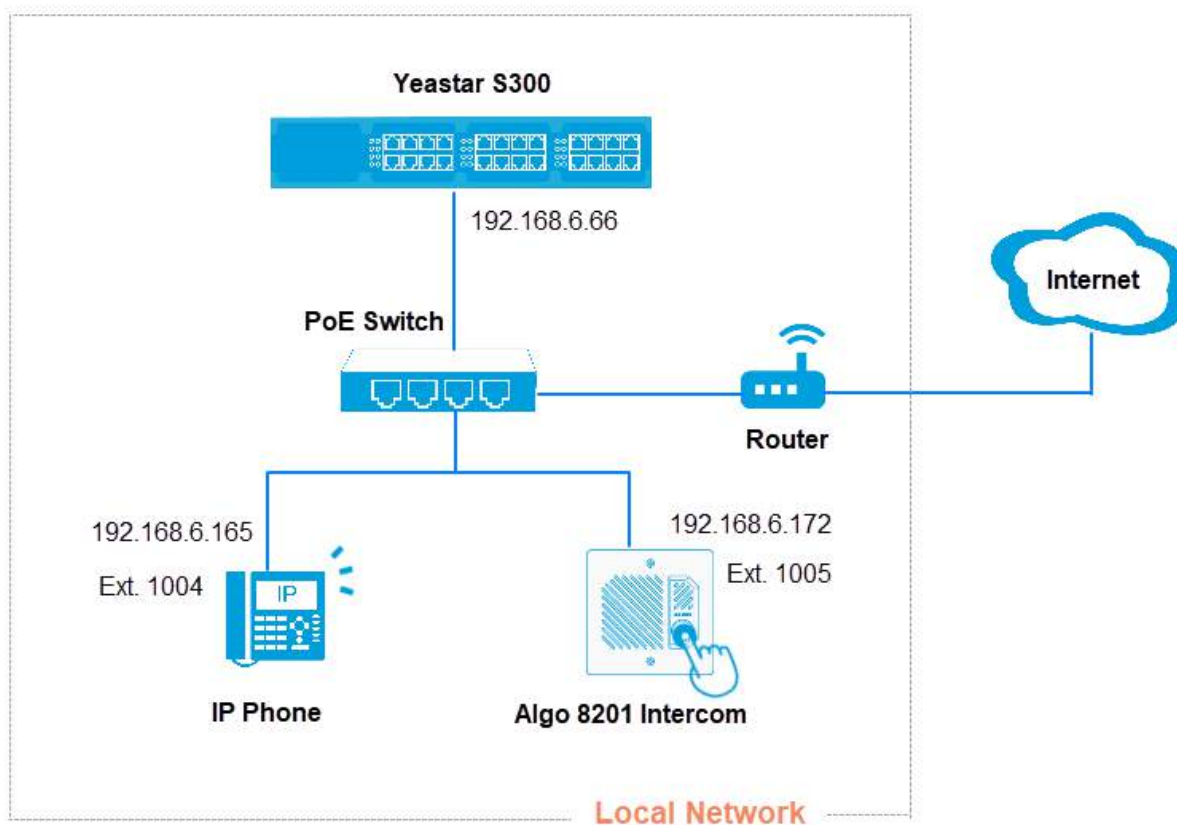 Yeastar S300
192.168.6.66
Internet
PoE Switch
Router
192.168.6.165
Ext. 1004
IP
IP Phone
192.168.6.172
Ext. 1005
Algo 8201 Intercom
Local Network